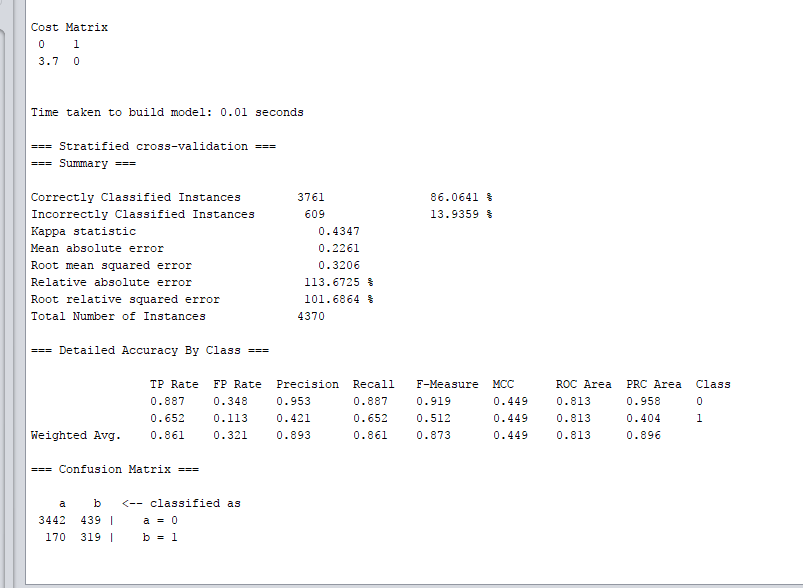 Cost Matrix
0 1
3.7 0
Time taken to build model: 0.01 seconds
=== Stratified cross-validation ===
=== Summary ===
Correctly Classified Instances 3761 86.0641 %
Incorrectly Classified Instances 609 13.9359 %
Kappa statistic 0.4347
Mean absolute error 0.2261
Root mean squared error 0.3206
Relative absolute error 113.6725 %
Root relative squared error 101.6864 %
Total Number of Instances 4370
=== Detailed Accuracy By Class ===
TP Rate FP Rate Precision Recall F-Measure MCC ROC Area PRC Area Class
0.887 0.348 0.953 0.887 0.919 0.449 0.813 0.958 0
0.652 0.113 0.421 0.652 0.512 0.449 0.813 0.404 1
Weighted Avg. 0.861 0.321 0.893 0.861 0.873 0.449 0.813 0.896
=== Confusion Matrix ===
a b <-- classified as
3442 439 | a = 0
170 319 | b = 1